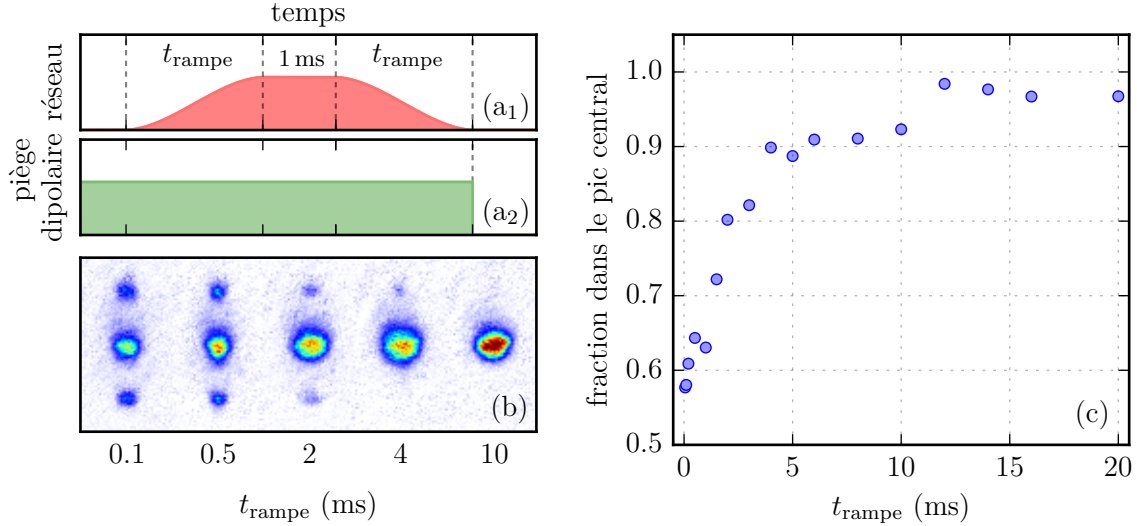 temps
réseau
t_rampe 1 ms t_rampe
(a₁)
piège
dipolaire
(a₂)
(b)
0.1 0.5 2 4 10
t_rampe (ms)
fraction dans le pic central
1.0
0.9
0.8
0.7
0.6
0.5
(c)
0 5 10 15 20
t_rampe (ms)